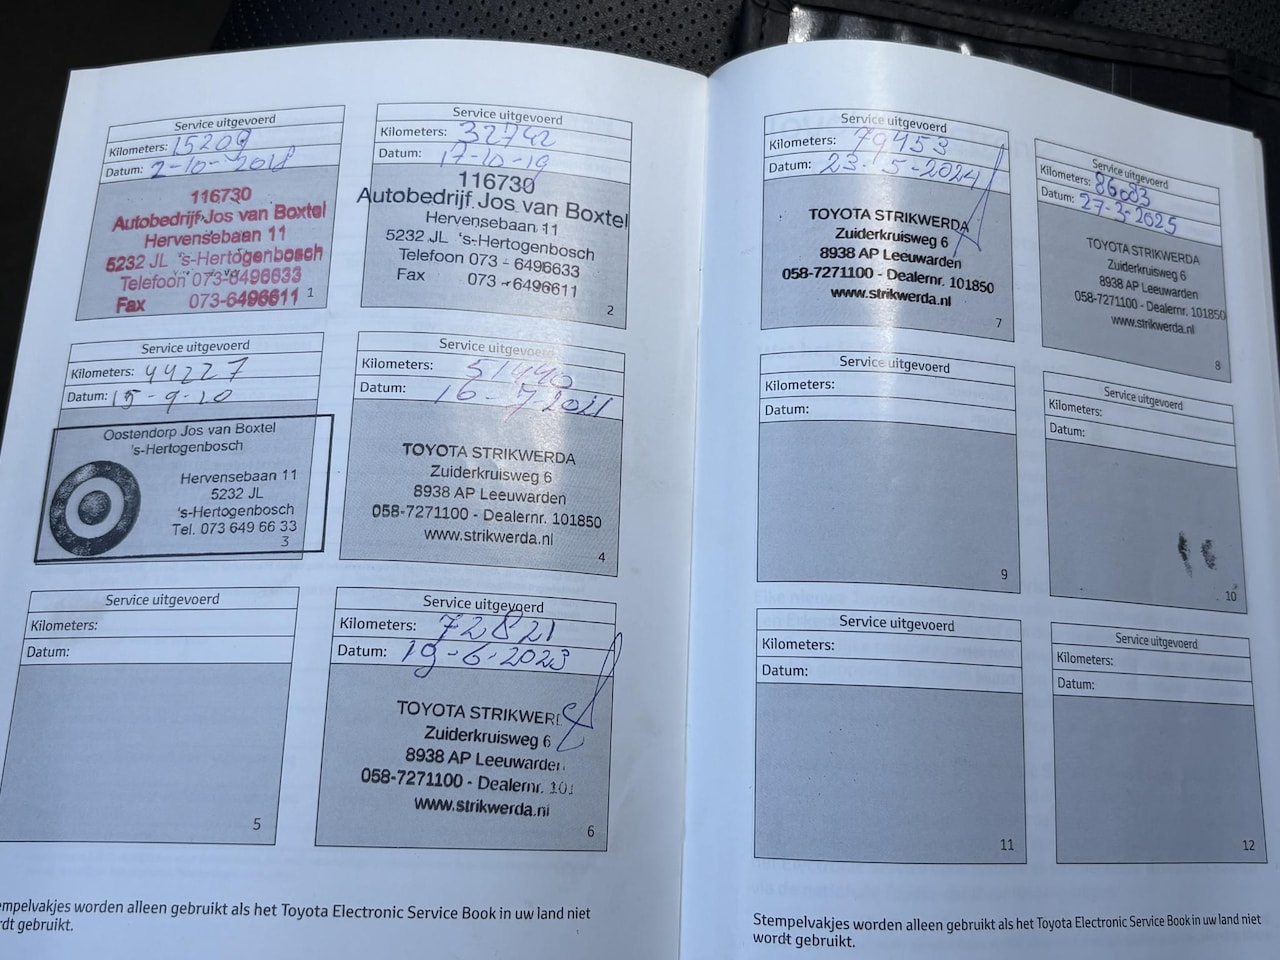 Service uitgevoerd
Kilometers: 15209
Datum: 2-10-2018
116730
Autobedrijf Jos van Boxtel
Hervensebaan 11
5232 JL 's-Hertogenbosch
Telefoon 073-6496633
Fax 073-6496611
1
Service uitgevoerd
Kilometers: 32742
Datum: 17-10-19
116730
Autobedrijf Jos van Boxtel
Hervensebaan 11
5232 JL 's-Hertogenbosch
Telefoon 073 - 6496633
Fax 073 - 6496611
2
Service uitgevoerd
Kilometers: 44227
Datum: 15-9-20
Oostendorp Jos van Boxtel
's-Hertogenbosch
Hervensebaan 11
5232 JL
's-Hertogenbosch
Tel. 073 649 66 33
3
Service uitgevoerd
Kilometers: 51440
Datum: 16-7-2021
TOYOTA STRIKWERDA
Zuiderkruisweg 6
8938 AP Leeuwarden
058-7271100 - Dealernr. 101850
www.strikwerda.nl
4
Service uitgevoerd
Kilometers:
Datum:
5
Service uitgevoerd
Kilometers: 72821
Datum: 19-6-2023
TOYOTA STRIKWER
Zuiderkruisweg 6
8938 AP Leeuwarden
058-7271100 - Dealernr. 101
www.strikwerda.nl
6
empelvakjes worden alleen gebruikt als het Toyota Electronic Service Book in uw land niet
rdt gebruikt.
Service uitgevoerd
Kilometers: 79453
Datum: 23-5-2024
TOYOTA STRIKWERDA
Zuiderkruisweg 6
8938 AP Leeuwarden
058-7271100 - Dealernr. 101850
www.strikwerda.nl
7
Service uitgevoerd
Kilometers: 86083
Datum: 27-3-2025
TOYOTA STRIKWERDA
Zuiderkruisweg 6
8938 AP Leeuwarden
058-7271100 - Dealernr. 101850
www.strikwerda.nl
8
Service uitgevoerd
Kilometers:
Datum:
9
Service uitgevoerd
Kilometers:
Datum:
10
Service uitgevoerd
Kilometers:
Datum:
11
Service uitgevoerd
Kilometers:
Datum:
12
Stempelvakjes worden alleen gebruikt als het Toyota Electronic Service Book in uw land niet
wordt gebruikt.